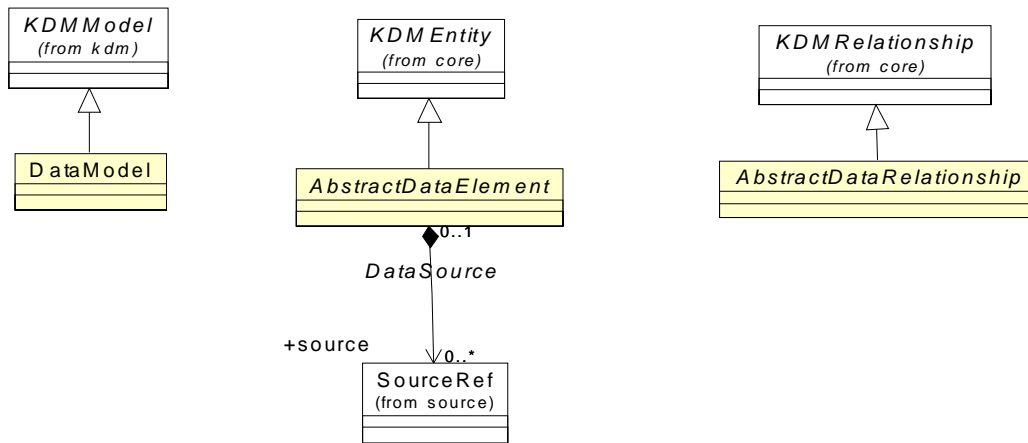 KDMModel
(from kdm)
DataModel
KDMEntity
(from core)
AbstractDataElement
0..1
DataSource
+source
0..*
SourceRef
(from source)
KDMRelationship
(from core)
AbstractDataRelationship